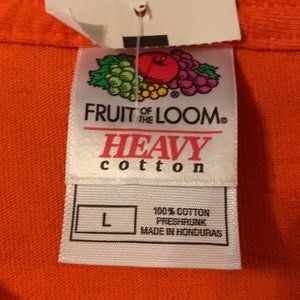 FRUIT OF THE LOOM®
HEAVY
cotton
L
100% COTTON
PRESHRUNK
MADE IN HONDURAS